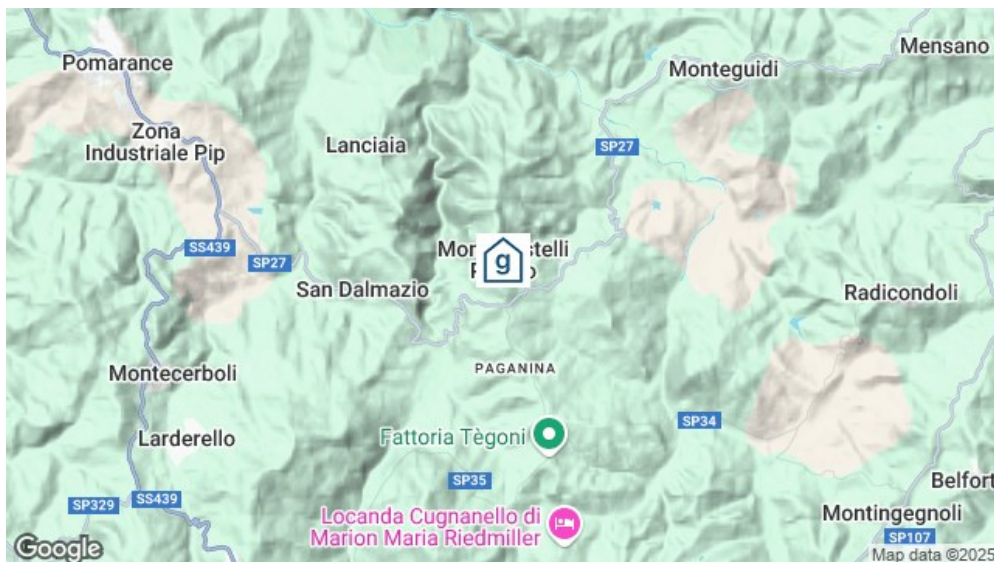 Mensano
Pomarance
Monteguidi
Zona
Industriale Pip
Lanciaia
SP27
SS439
SP27
g
San Dalmazio
Radicondoli
PAGANINA
Montecerboli
Larderello
Fattoria Tègoni
SP34
SP35
Belfort
SP329
SS439
Locanda Cugnanello di
Marion Maria Riedmiller
Montingegnoli
SP107
Google
Map data ©2025